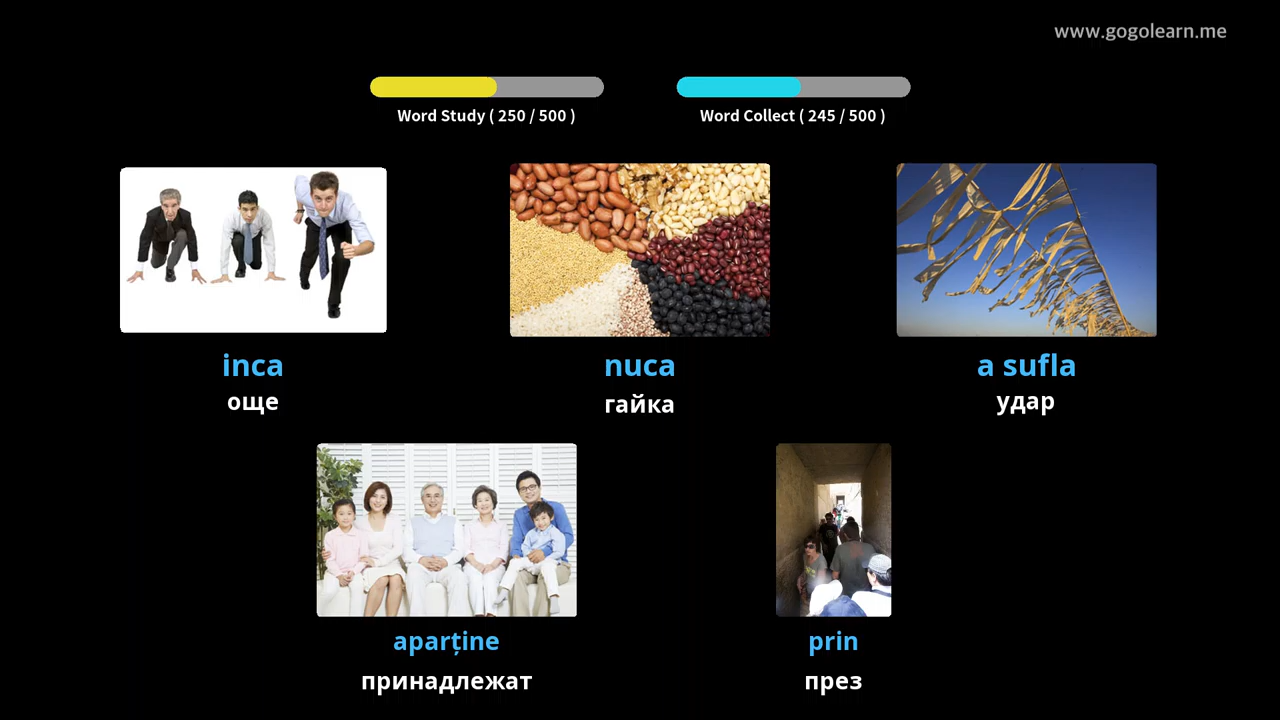 www.gogolearn.me
Word Study ( 250 / 500 )
Word Collect ( 245 / 500 )
inca
nuca
a sufla
още
гайка
удар
aparține
prin
принадлежат
през